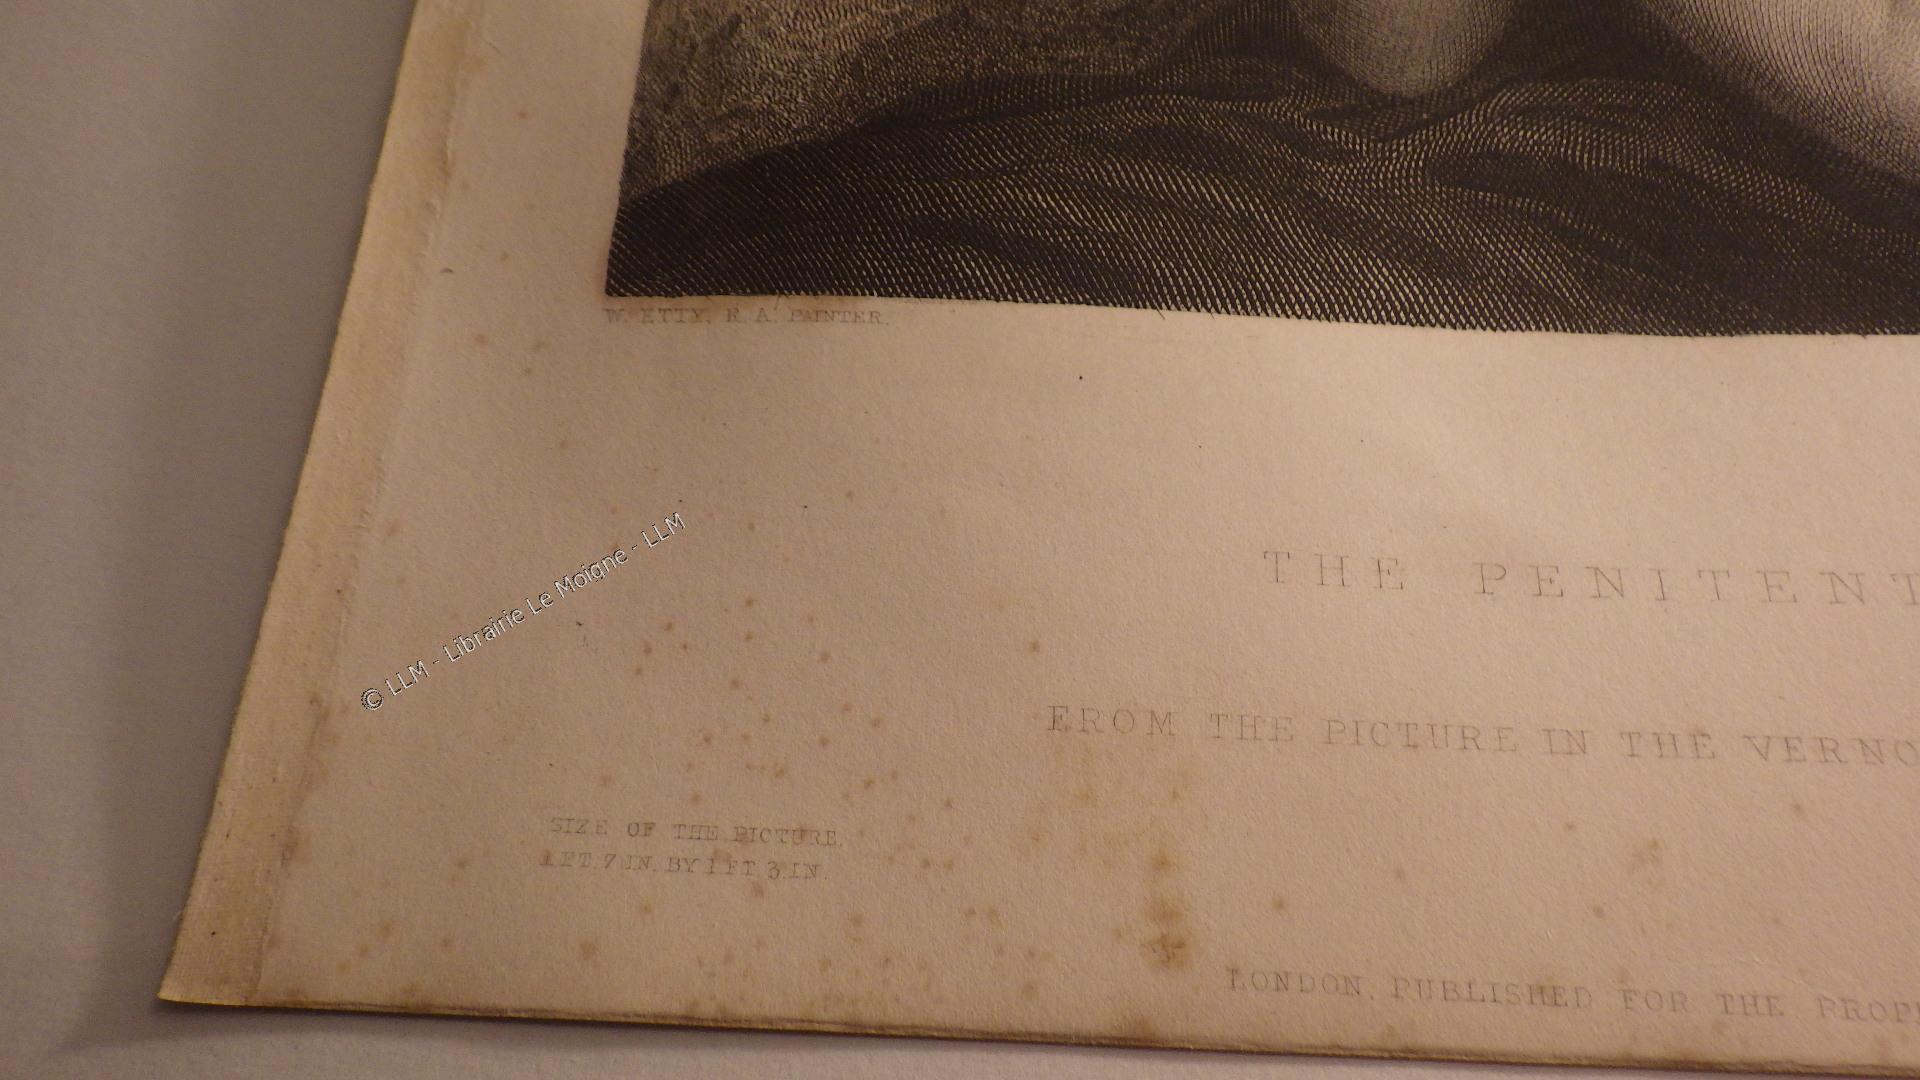 W. ETTY, R. A. PAINTER.
THE PENITENT
FROM THE PICTURE IN THE VERNO
SIZE OF THE PICTURE.
1 FT. 7 IN. BY 1 FT. 3 IN.
LONDON, PUBLISHED FOR THE PROP
© LLM - Librairie Le Moigne - LLM